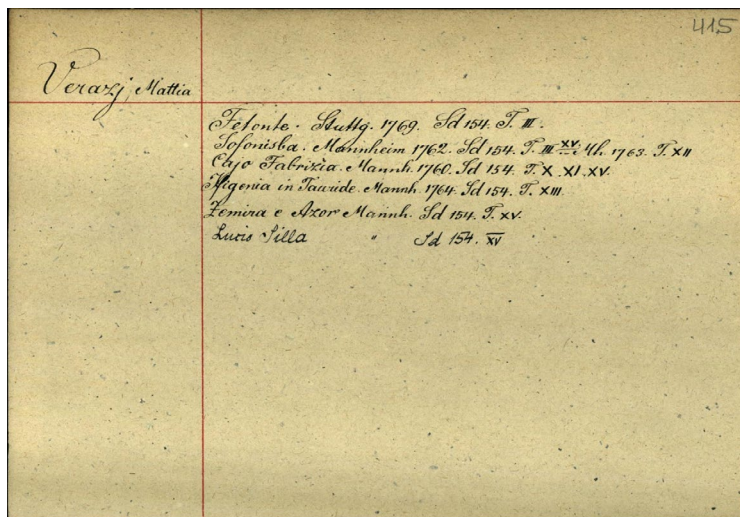 415
Verazj, Mattia
Fetonte. Stuttg. 1769. Sd 154. T. III.
Sofonisba. Mannheim 1762. Sd 154. T. III XV 1763. T. XII
Cajo Fabrizia. Mannh. 1760. Sd 154. T. X. XI. XV.
Ifigenia in Tauride. Mannh. 1764. Sd 154. T. XIII.
Zemira e Azor Mannh. Sd 154. T. XV.
Lucio Silla " Sd 154. XV